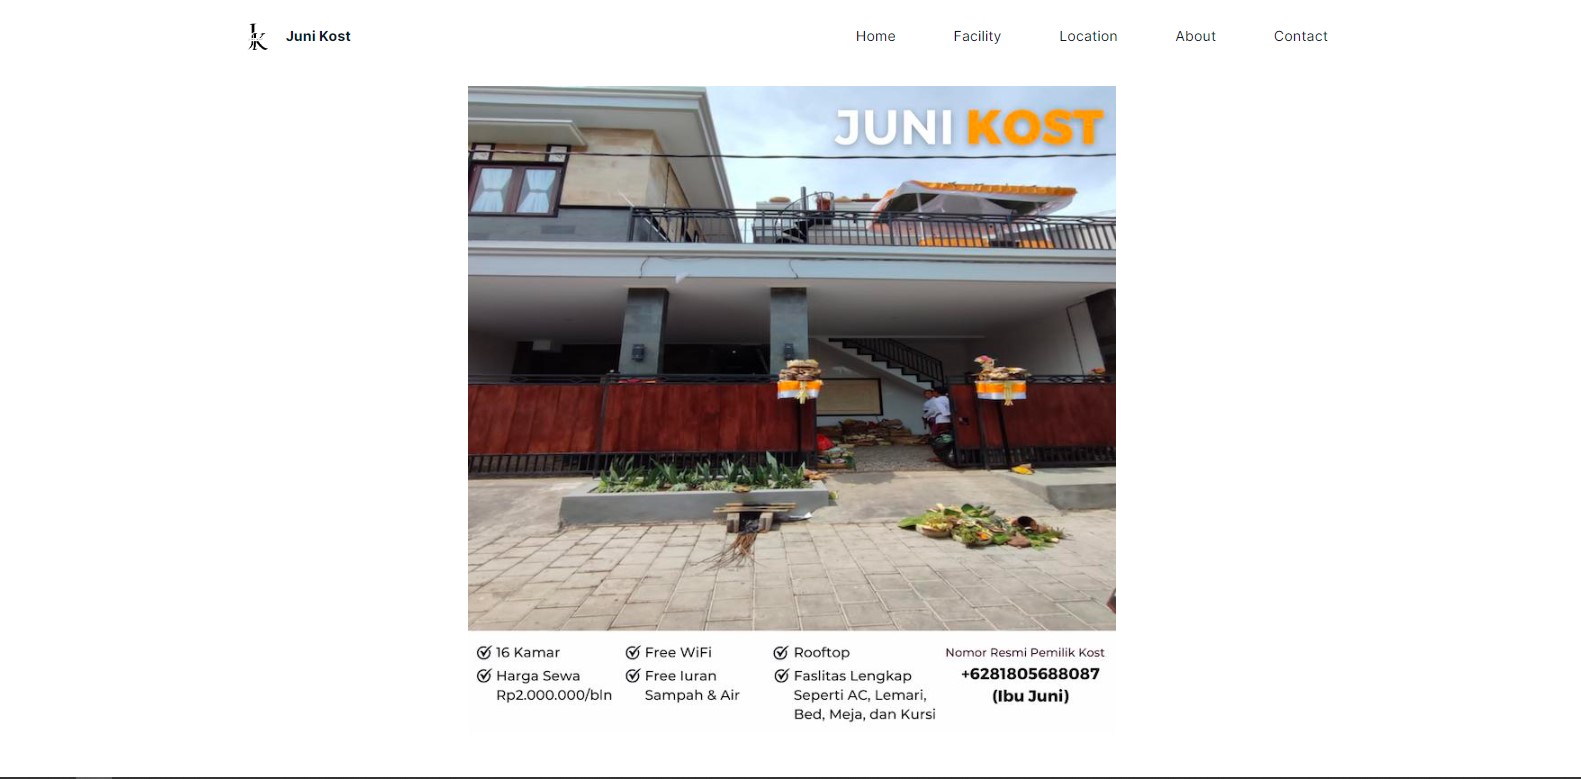 JK
Juni Kost
Home
Facility
Location
About
Contact
JUNI KOST
16 Kamar
Harga Sewa
Rp2.000.000/bln
Free WiFi
Free Iuran
Sampah & Air
Rooftop
Faslitas Lengkap
Seperti AC, Lemari,
Bed, Meja, dan Kursi
Nomor Resmi Pemilik Kost
+6281805688087
(Ibu Juni)